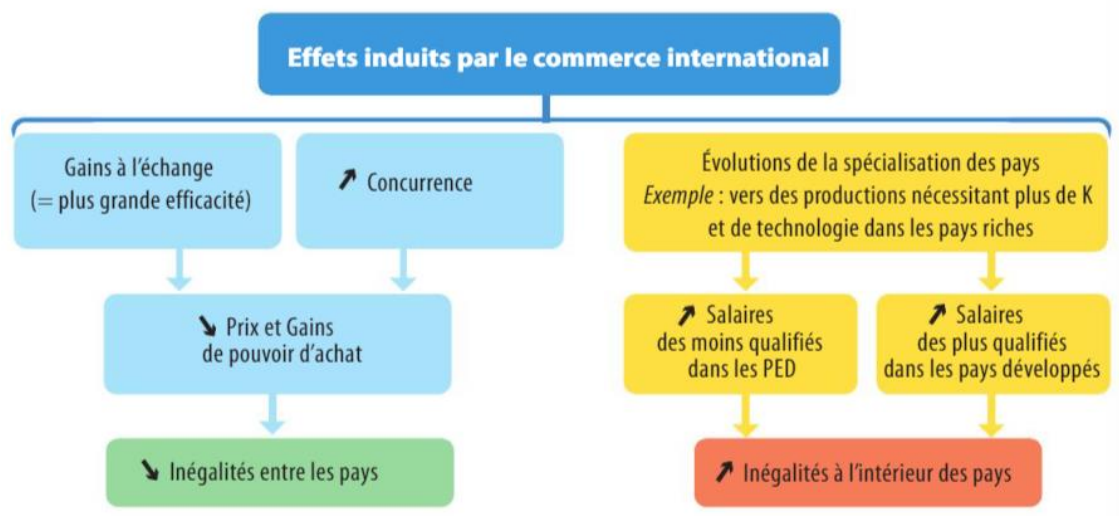 Effets induits par le commerce international
Gains à l'échange
(= plus grande efficacité)
↗ Concurrence
Évolutions de la spécialisation des pays
Exemple : vers des productions nécessitant plus de K
et de technologie dans les pays riches
↘ Prix et Gains
de pouvoir d'achat
↗ Salaires
des moins qualifiés
dans les PED
↗ Salaires
des plus qualifiés
dans les pays développés
↘ Inégalités entre les pays
↗ Inégalités à l'intérieur des pays